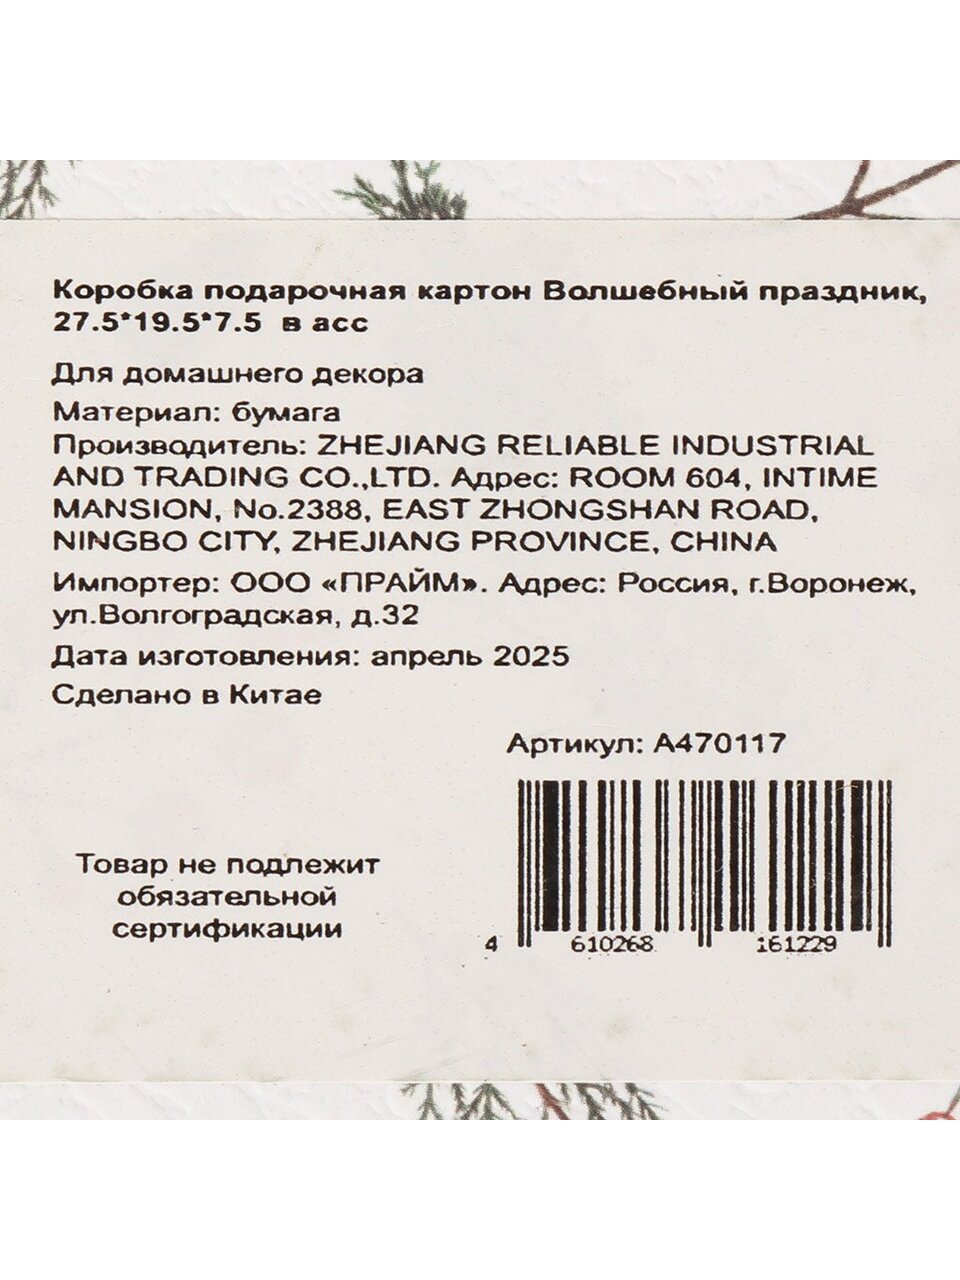 Коробка подарочная картон Волшебный праздник,
27.5*19.5*7.5 в асс
Для домашнего декора
Материал: бумага
Производитель: ZHEJIANG RELIABLE INDUSTRIAL
AND TRADING CO.,LTD. Адрес: ROOM 604, INTIME
MANSION, No.2388, EAST ZHONGSHAN ROAD,
NINGBO CITY, ZHEJIANG PROVINCE, CHINA
Импортер: ООО «ПРАЙМ». Адрес: Россия, г.Воронеж,
ул.Волгоградская, д.32
Дата изготовления: апрель 2025
Сделано в Китае
Артикул: А470117
Товар не подлежит
обязательной
сертификации
4 610268 161229